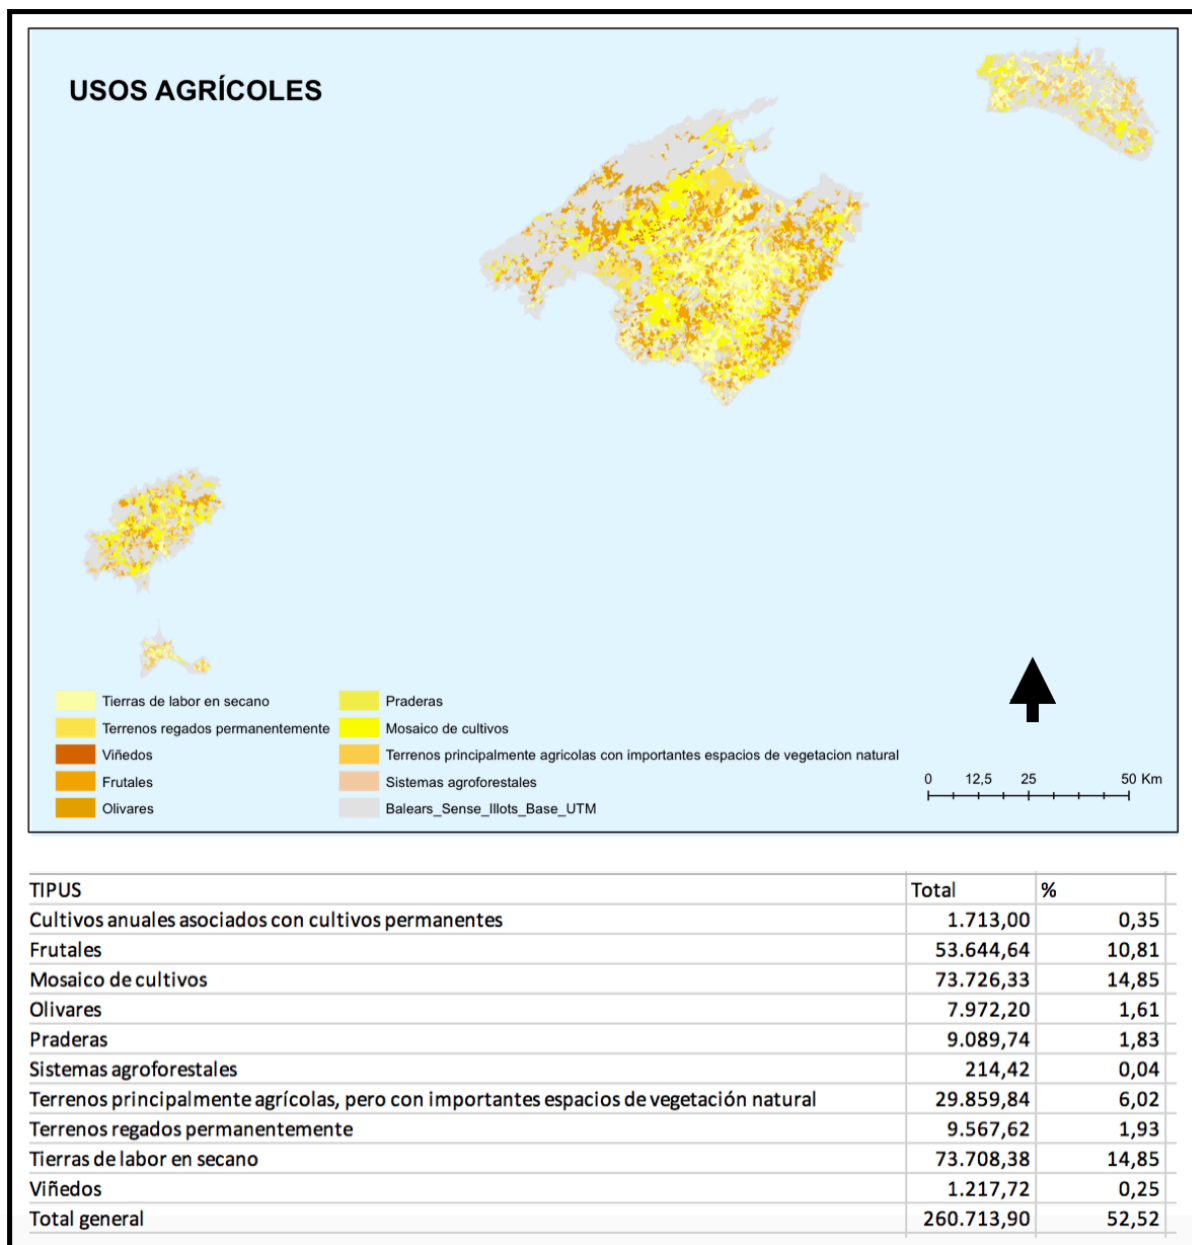 USOS AGRÍCOLES
Tierras de labor en secano
Terrenos regados permanentemente
Viñedos
Frutales
Olivares
Praderas
Mosaico de cultivos
Terrenos principalmente agricolas con importantes espacios de vegetacion natural
Sistemas agroforestales
Balears_Sense_Illots_Base_UTM
0 12,5 25 50 Km
TIPUS Total %
Cultivos anuales asociados con cultivos permanentes 1.713,00 0,35
Frutales 53.644,64 10,81
Mosaico de cultivos 73.726,33 14,85
Olivares 7.972,20 1,61
Praderas 9.089,74 1,83
Sistemas agroforestales 214,42 0,04
Terrenos principalmente agrícolas, pero con importantes espacios de vegetación natural 29.859,84 6,02
Terrenos regados permanentemente 9.567,62 1,93
Tierras de labor en secano 73.708,38 14,85
Viñedos 1.217,72 0,25
Total general 260.713,90 52,52